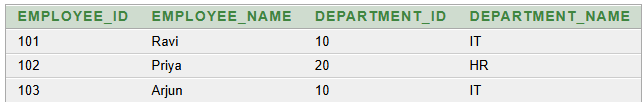 EMPLOYEE_ID EMPLOYEE_NAME DEPARTMENT_ID DEPARTMENT_NAME
101 Ravi 10 IT
102 Priya 20 HR
103 Arjun 10 IT